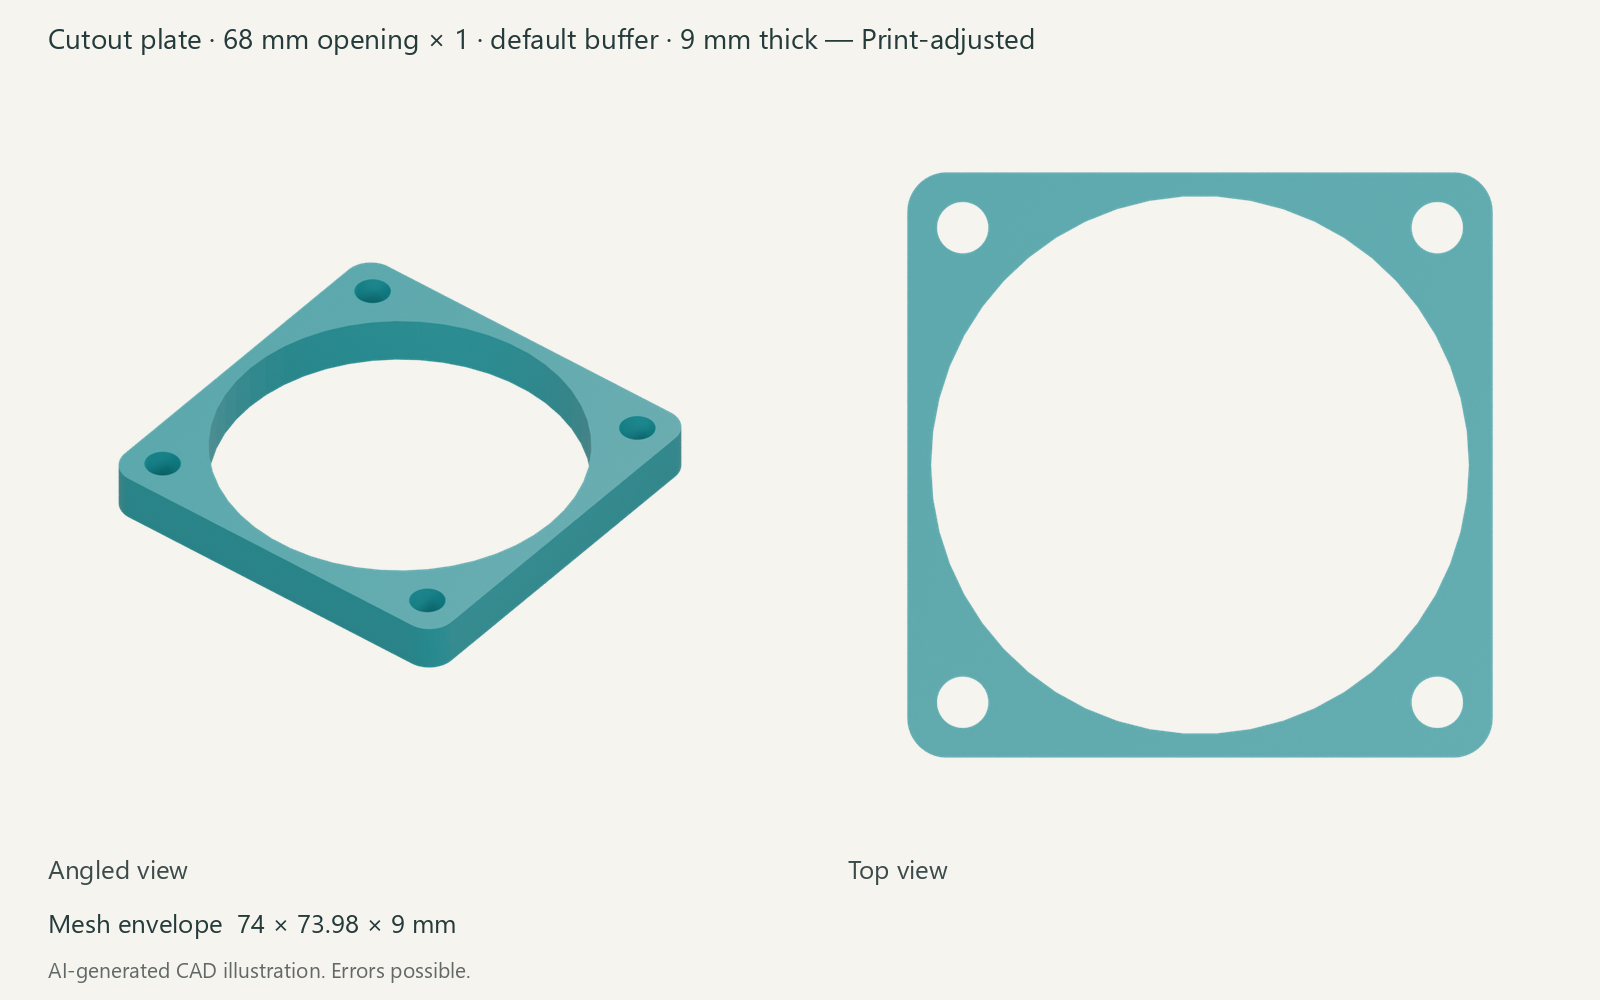 Cutout plate · 68 mm opening × 1 · default buffer · 9 mm thick — Print-adjusted
Angled view
Top view
Mesh envelope 74 × 73.98 × 9 mm
AI-generated CAD illustration. Errors possible.